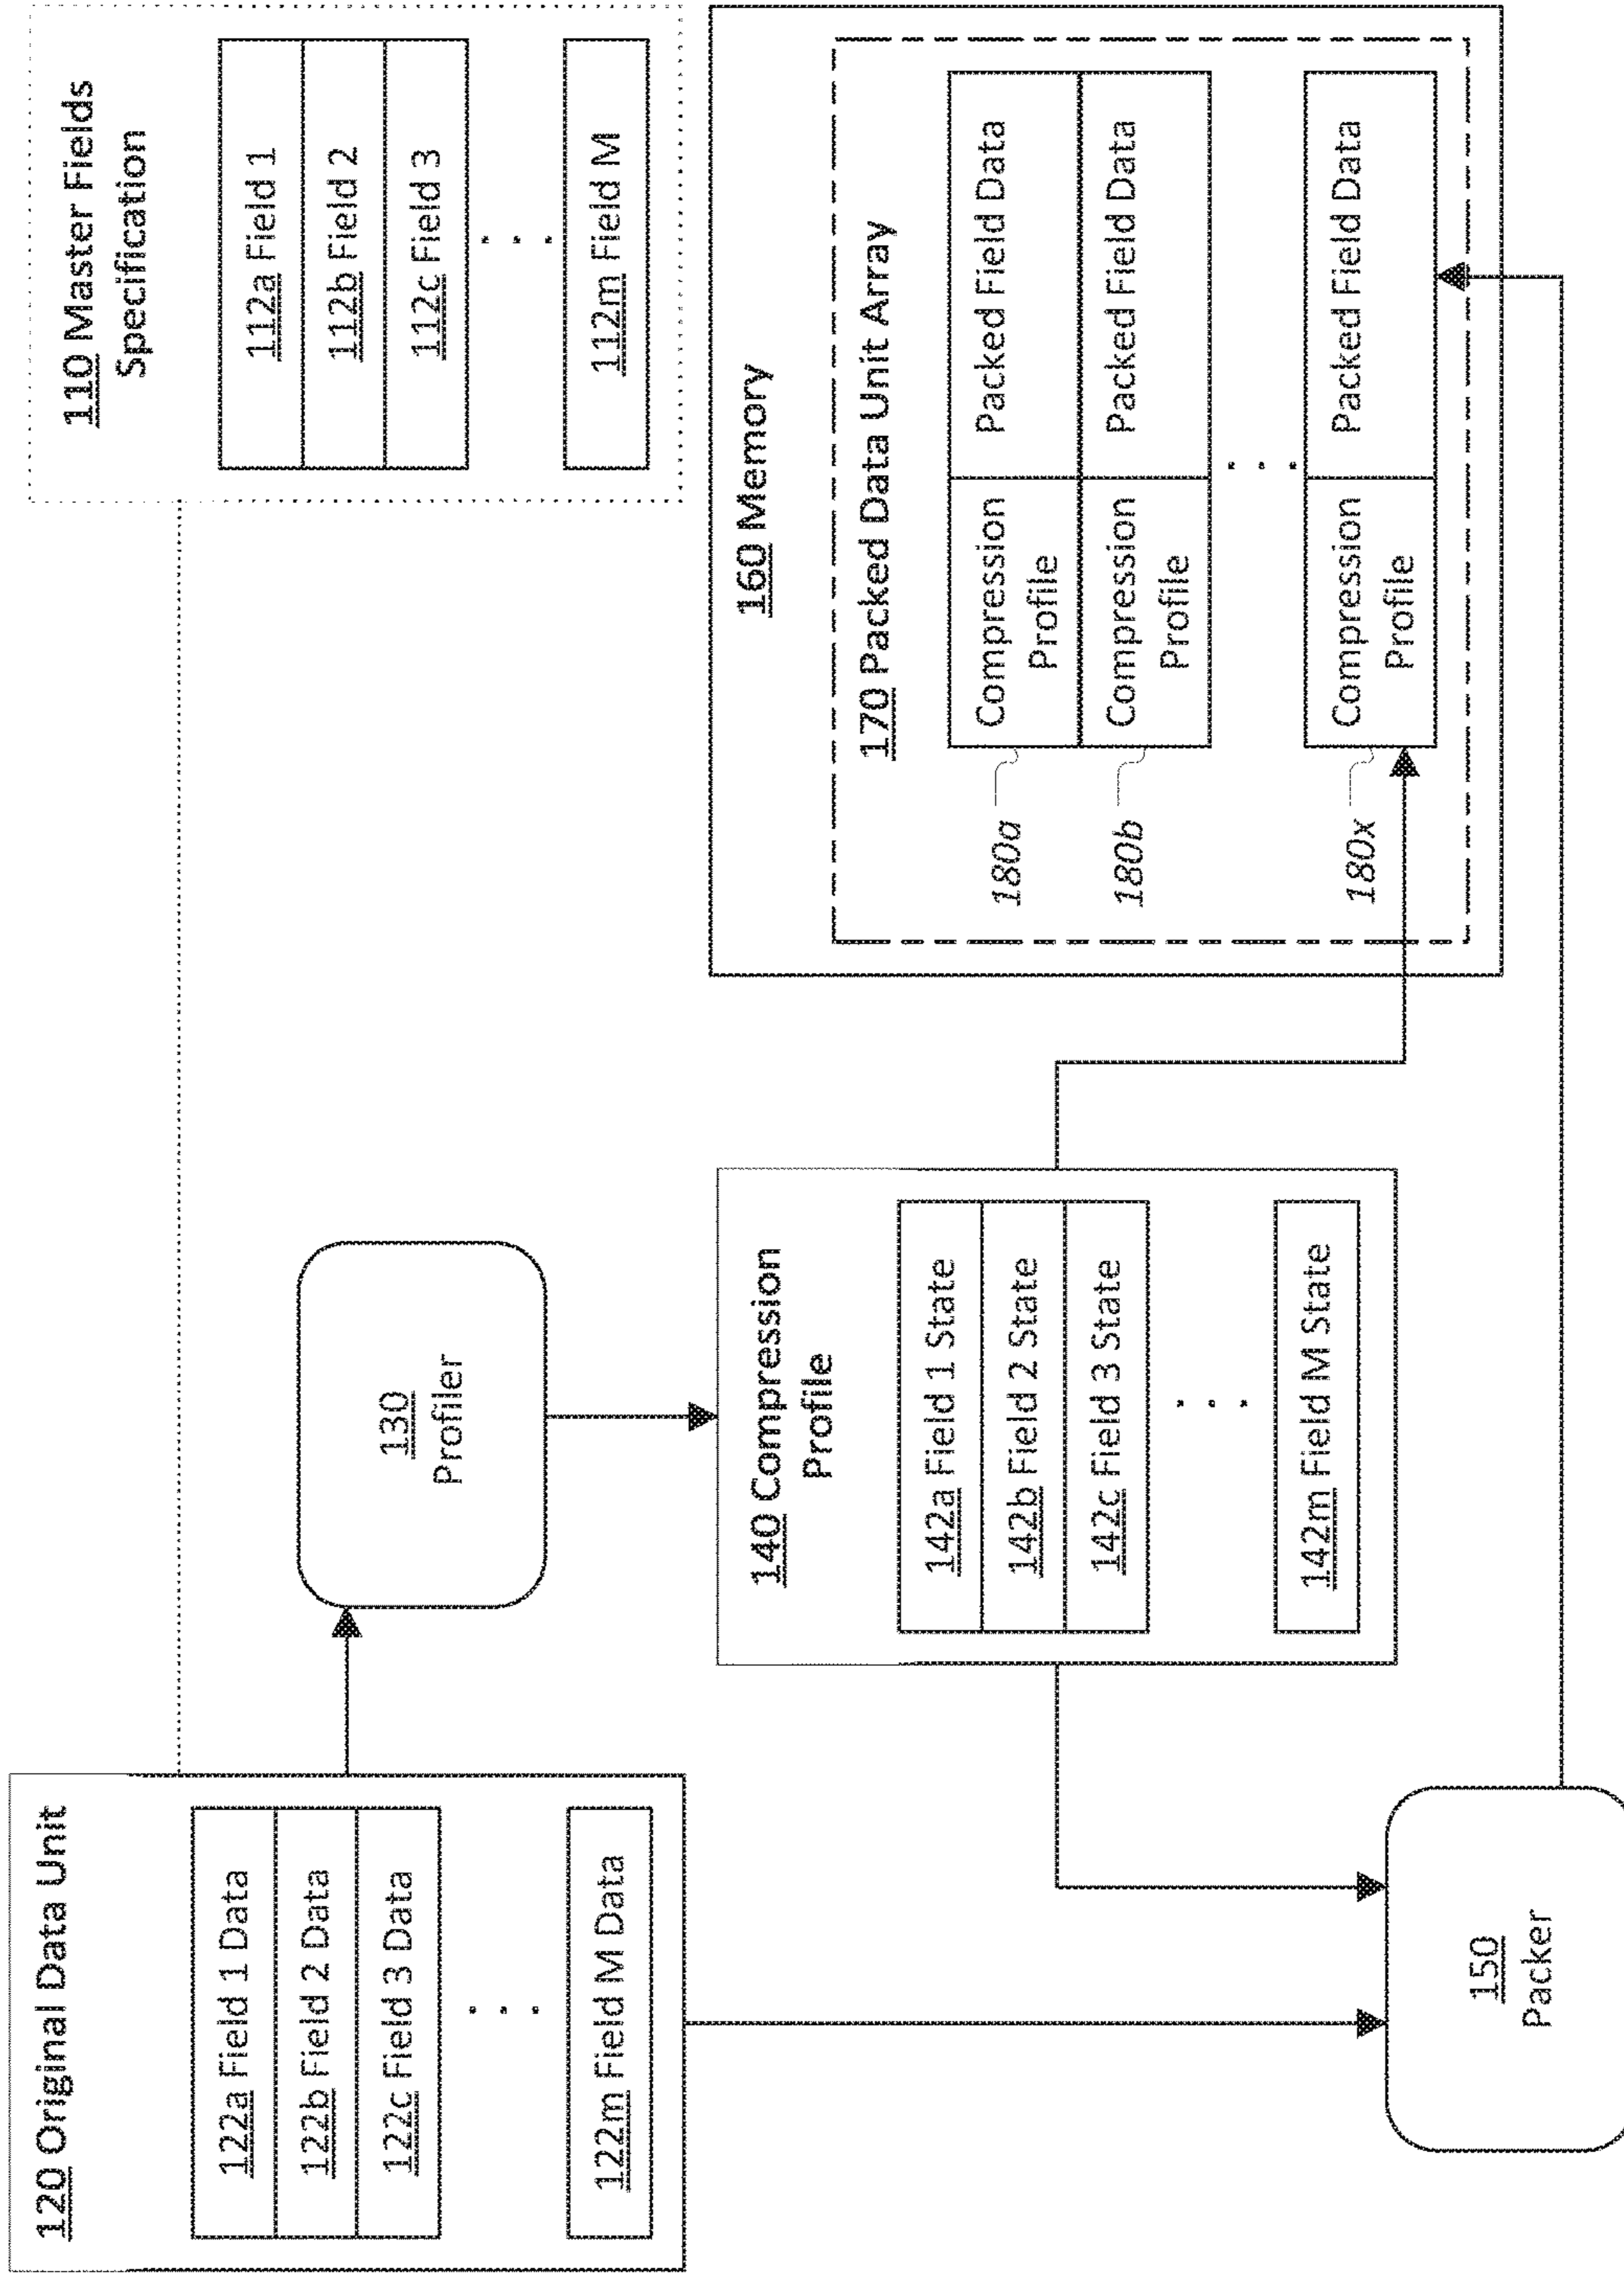 120 Original Data Unit
122a Field 1 Data
122b Field 2 Data
122c Field 3 Data
. . .
122m Field M Data
130
Profiler
110 Master Fields
Specification
112a Field 1
112b Field 2
112c Field 3
. . .
112m Field M
140 Compression
Profile
142a Field 1 State
142b Field 2 State
142c Field 3 State
. . .
142m Field M State
150
Packer
160 Memory
170 Packed Data Unit Array
180a
Compression
Profile
Packed Field Data
180b
Compression
Profile
Packed Field Data
. . .
180x
Compression
Profile
Packed Field Data